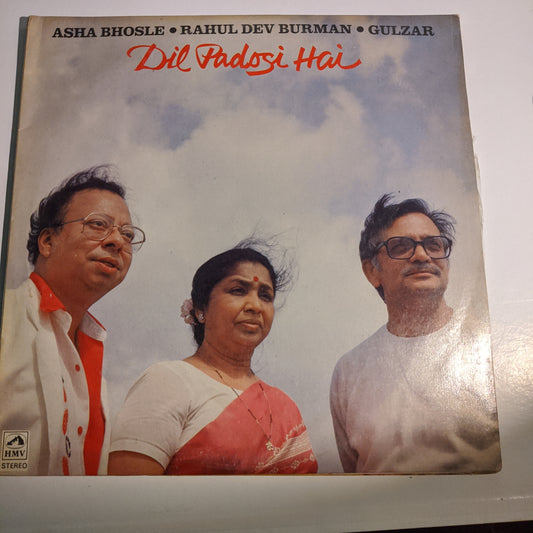 ASHA BHOSLE • RAHUL DEV BURMAN • GULZAR
Dil Padosi Hai
HMV
STEREO